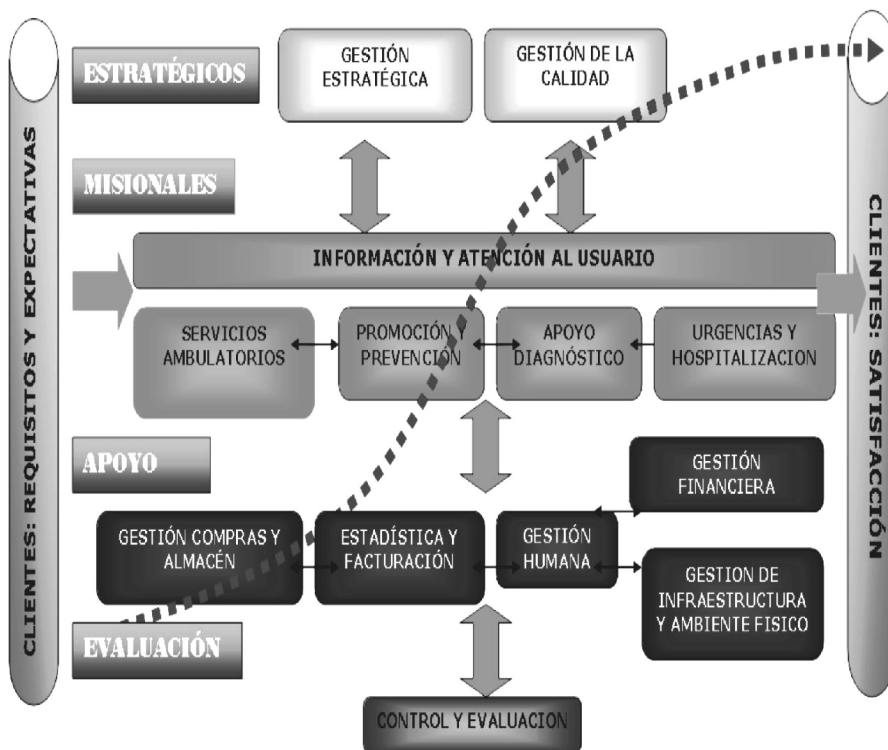 CLIENTES: REQUISITOS Y EXPECTATIVAS
ESTRATÉGICOS
GESTIÓN
ESTRATÉGICA
GESTIÓN DE LA
CALIDAD
MISIONALES
INFORMACIÓN Y ATENCIÓN AL USUARIO
SERVICIOS
AMBULATORIOS
PROMOCIÓN Y
PREVENCIÓN
APOYO
DIAGNÓSTICO
URGENCIAS Y
HOSPITALIZACION
APOYO
GESTIÓN
FINANCIERA
GESTIÓN COMPRAS Y
ALMACÉN
ESTADÍSTICA Y
FACTURACIÓN
GESTIÓN
HUMANA
GESTION DE
INFRAESTRUCTURA
Y AMBIENTE FISICO
EVALUACIÓN
CONTROL Y EVALUACION
CLIENTES: SATISFACCIÓN